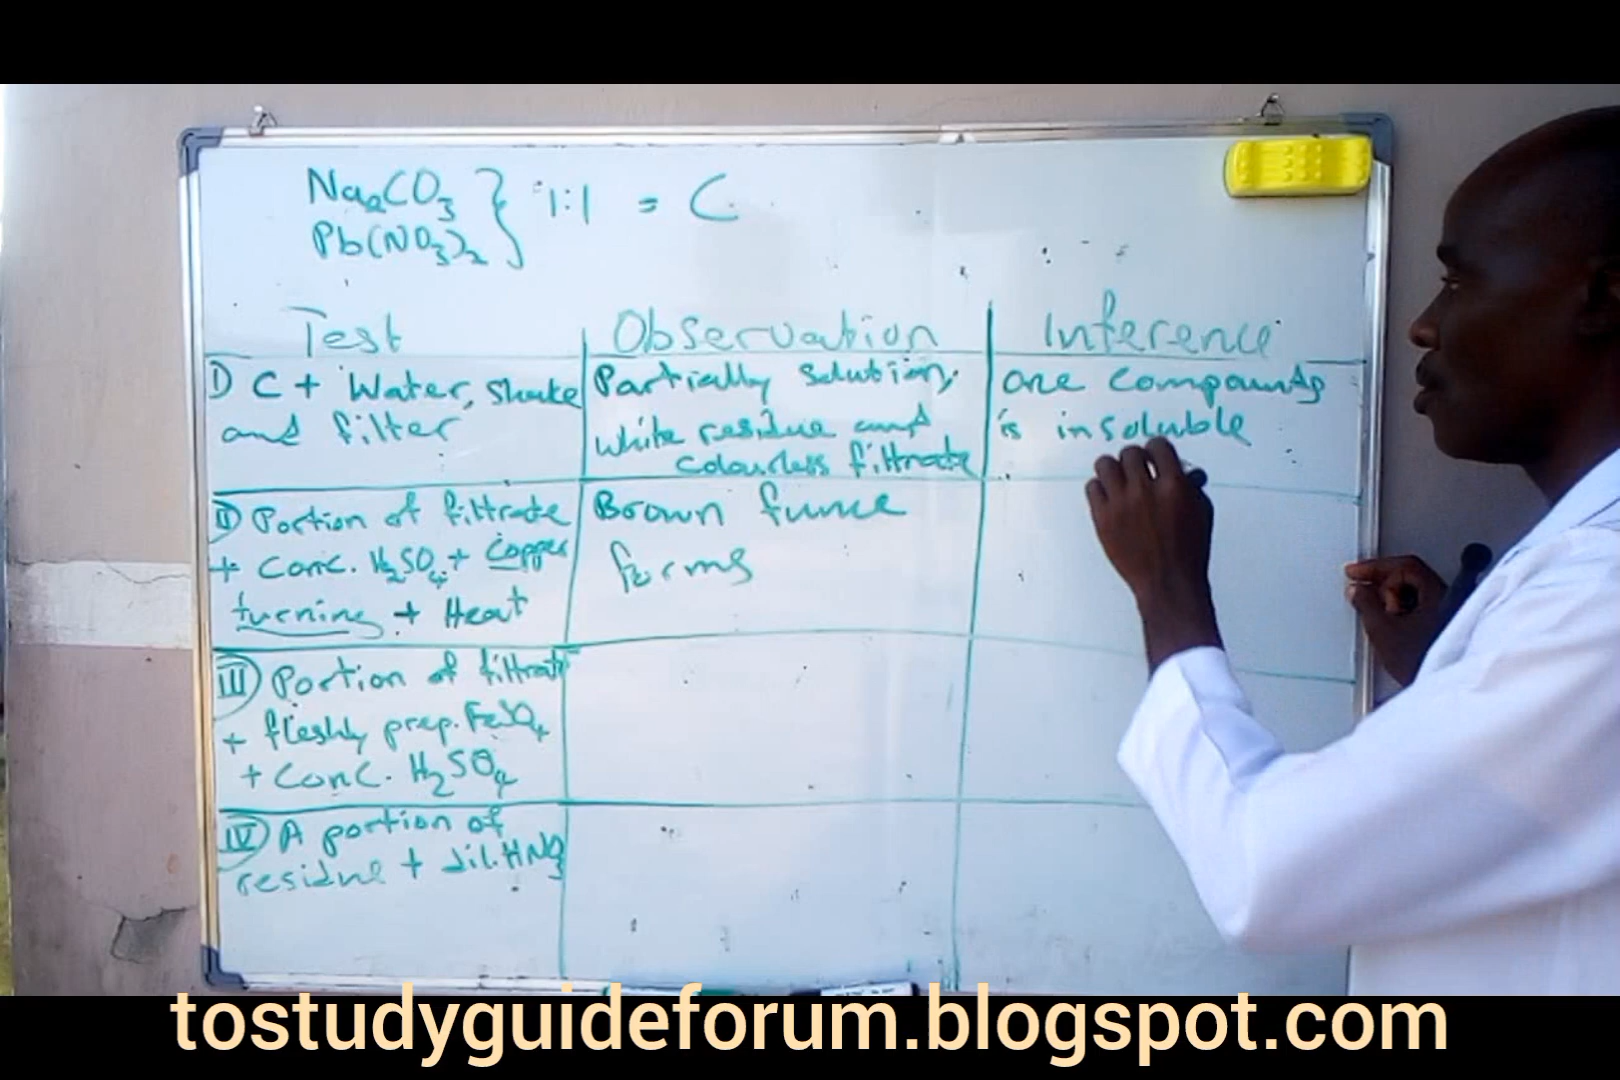 Na2CO3
Pb(NO3)2 } 1:1 = C
Test Observation Inference
I) C + Water, shake
and filter
Partially solution,
white residue and
colourless filtrate
one compounds
is insoluble
II) Portion of filtrate
+ conc. H2SO4 + Copper
turning + Heat
Brown fume
forms
III) Portion of filtrate
+ fleshly prep. FeSO4
+ Conc. H2SO4
IV) A portion of
residue + dil. HNO3
tostudyguideforum.blogspot.com